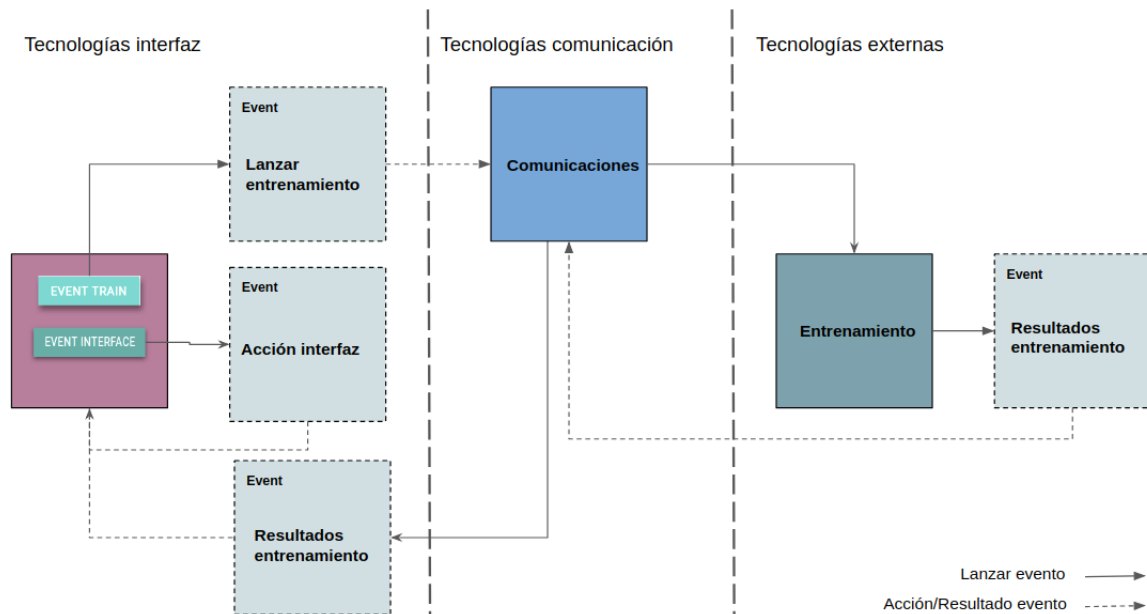 Tecnologías interfaz
Tecnologías comunicación
Tecnologías externas
Event
Lanzar
entrenamiento
Comunicaciones
EVENT TRAIN
EVENT INTERFACE
Event
Acción interfaz
Entrenamiento
Event
Resultados
entrenamiento
Event
Resultados
entrenamiento
Lanzar evento
Acción/Resultado evento